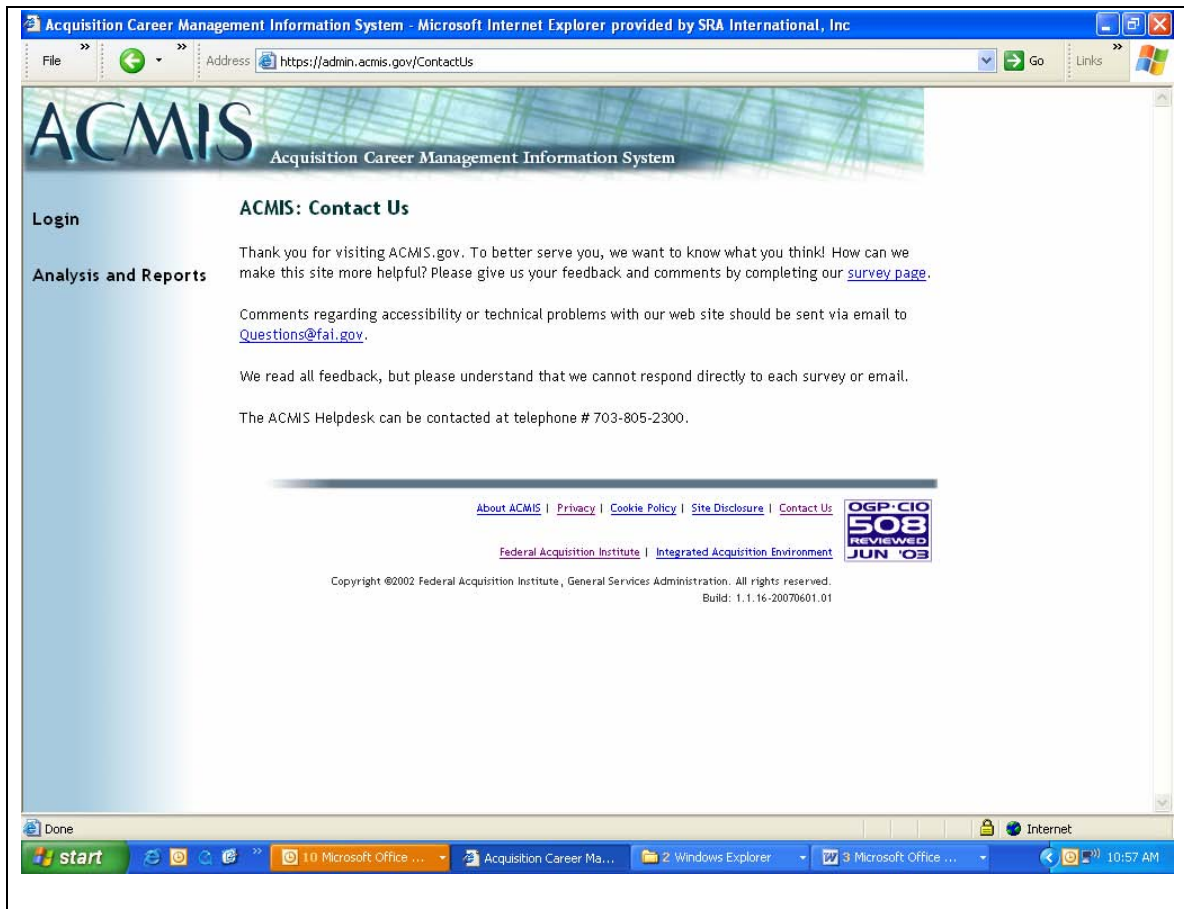 Acquisition Career Management Information System - Microsoft Internet Explorer provided by SRA International, Inc
File » » Address https://admin.acmis.gov/ContactUs Go Links »
ACMIS
Acquisition Career Management Information System
Login
Analysis and Reports
ACMIS: Contact Us
Thank you for visiting ACMIS.gov. To better serve you, we want to know what you think! How can we
make this site more helpful? Please give us your feedback and comments by completing our survey page.
Comments regarding accessibility or technical problems with our web site should be sent via email to
Questions@fai.gov.
We read all feedback, but please understand that we cannot respond directly to each survey or email.
The ACMIS Helpdesk can be contacted at telephone # 703-805-2300.
About ACMIS | Privacy | Cookie Policy | Site Disclosure | Contact Us
OGP·CIO
508
REVIEWED
JUN '03
Federal Acquisition Institute | Integrated Acquisition Environment
Copyright ©2002 Federal Acquisition Institute, General Services Administration. All rights reserved.
Build: 1.1.16-20070601.01
Done Internet
start » 10 Microsoft Office ... Acquisition Career Ma... 2 Windows Explorer 3 Microsoft Office ... 10:57 AM